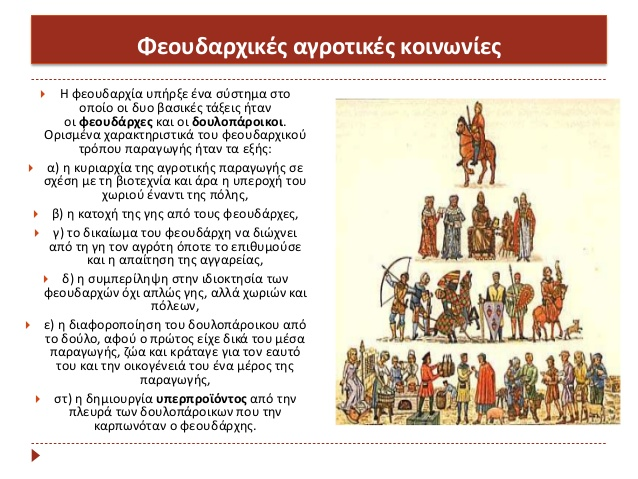 Φεουδαρχικές αγροτικές κοινωνίες
Η φεουδαρχία υπήρξε ένα σύστημα στο
οποίο οι δυο βασικές τάξεις ήταν
οι φεουδάρχες και οι δουλοπάροικοι.
Ορισμένα χαρακτηριστικά του φεουδαρχικού
τρόπου παραγωγής ήταν τα εξής:
α) η κυριαρχία της αγροτικής παραγωγής σε
σχέση με τη βιοτεχνία και άρα η υπεροχή του
χωριού έναντι της πόλης,
β) η κατοχή της γης από τους φεουδάρχες,
γ) το δικαίωμα του φεουδάρχη να διώχνει
από τη γη τον αγρότη όποτε το επιθυμούσε
και η απαίτηση της αγγαρείας,
δ) η συμπερίληψη στην ιδιοκτησία των
φεουδαρχών όχι απλώς γης, αλλά χωριών και
πόλεων,
ε) η διαφοροποίηση του δουλοπάροικου από
το δούλο, αφού ο πρώτος είχε δικά του μέσα
παραγωγής, ζώα και κράταγε για τον εαυτό
του και την οικογένειά του ένα μέρος της
παραγωγής,
στ) η δημιουργία υπερπροϊόντος από την
πλευρά των δουλοπάροικων που την
καρπωνόταν ο φεουδάρχης.